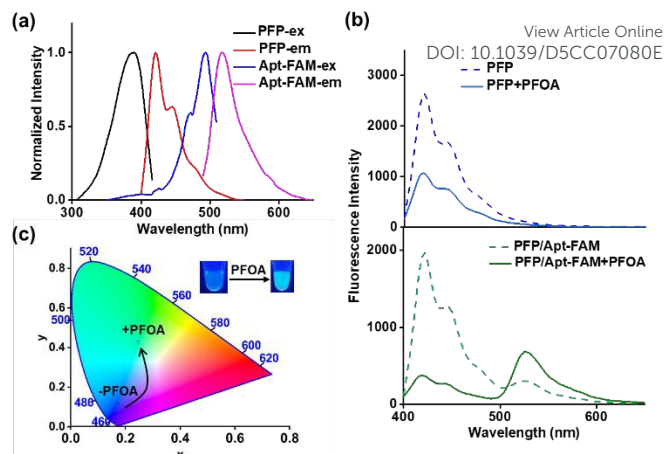 (a)
PFP-ex
PFP-em
Apt-FAM-ex
Apt-FAM-em
1.0
0.5
0.0
Normalized Intensity
300 400 500 600
Wavelength (nm)
(b)
View Article Online
DOI: 10.1039/D5CC07080E
PFP
PFP+PFOA
3000
2000
1000
0
PFP/Apt-FAM
PFP/Apt-FAM+PFOA
2000
1000
0
Fluorescence Intensity
400 500 600
Wavelength (nm)
(c)
520
540
560
580
600
620
500
480
460
PFOA
+PFOA
-PFOA
0.8
0.6
0.4
0.2
0.0
y
0.0 0.2 0.4 0.6 0.8